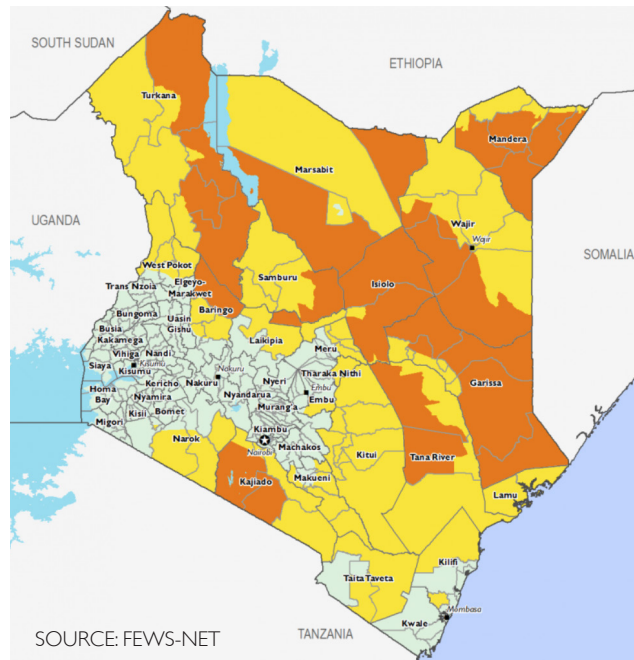 SOUTH SUDAN
ETHIOPIA
Turkana
Mandera
Marsabit
UGANDA
Wajir
Wajir
SOMALIA
West Pokot
Trans Nzoia
Elgeyo-
Marakwet
Samburu
Isiolo
Bungoma
Uasin
Gishu
Baringo
Busia
Kakamega
Laikipia
Meru
Vihiga
Nandi
Kisumu
Kisumu
Nakuru
Siaya
Nyeri
Tharaka Nithi
Garissa
Kericho
Nakuru
Embu
Embu
Homa
Bay
Nyamira
Nyandarua
Murang'a
Kisii
Bomet
Migori
Kiambu
Nairobi
Machakos
Narok
Kitui
Tana River
Kajiado
Makueni
Lamu
Kilifi
Taita Taveta
Mombasa
Kwale
SOURCE: FEWS-NET
TANZANIA